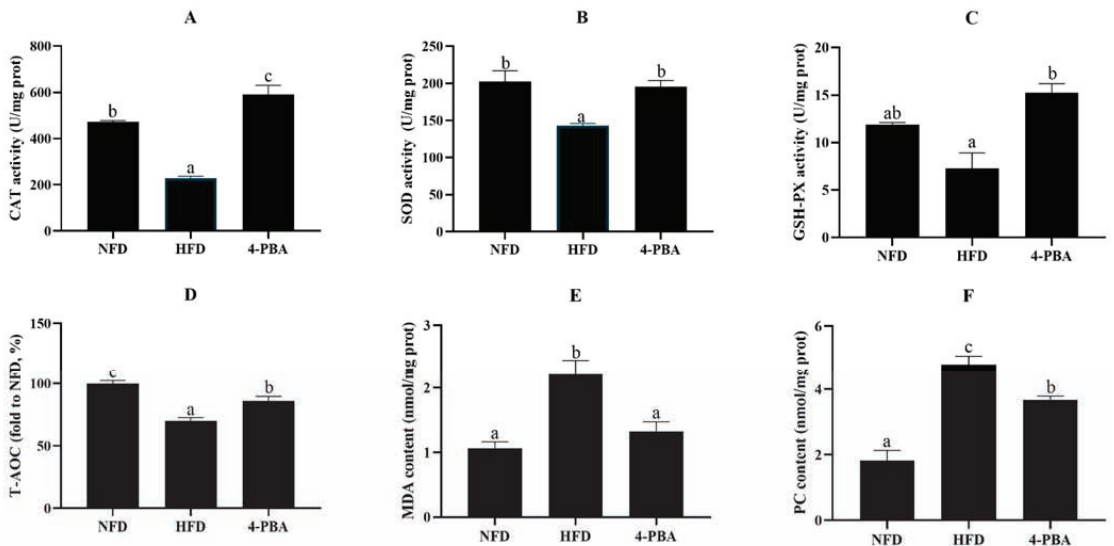 A
CAT activity (U/mg prot)
800
600
400
200
0
b
a
c
NFD HFD 4-PBA
B
SOD activity (U/mg prot)
250
200
150
100
50
0
b
a
b
NFD HFD 4-PBA
C
GSH-PX activity (U/mg prot)
20
15
10
5
0
ab
a
b
NFD HFD 4-PBA
D
T-AOC (fold to NFD, %)
150
100
50
0
c
a
b
NFD HFD 4-PBA
E
MDA content (nmol/mg prot)
3
2
1
0
a
b
a
NFD HFD 4-PBA
F
PC content (nmol/mg prot)
6
4
2
0
a
c
b
NFD HFD 4-PBA